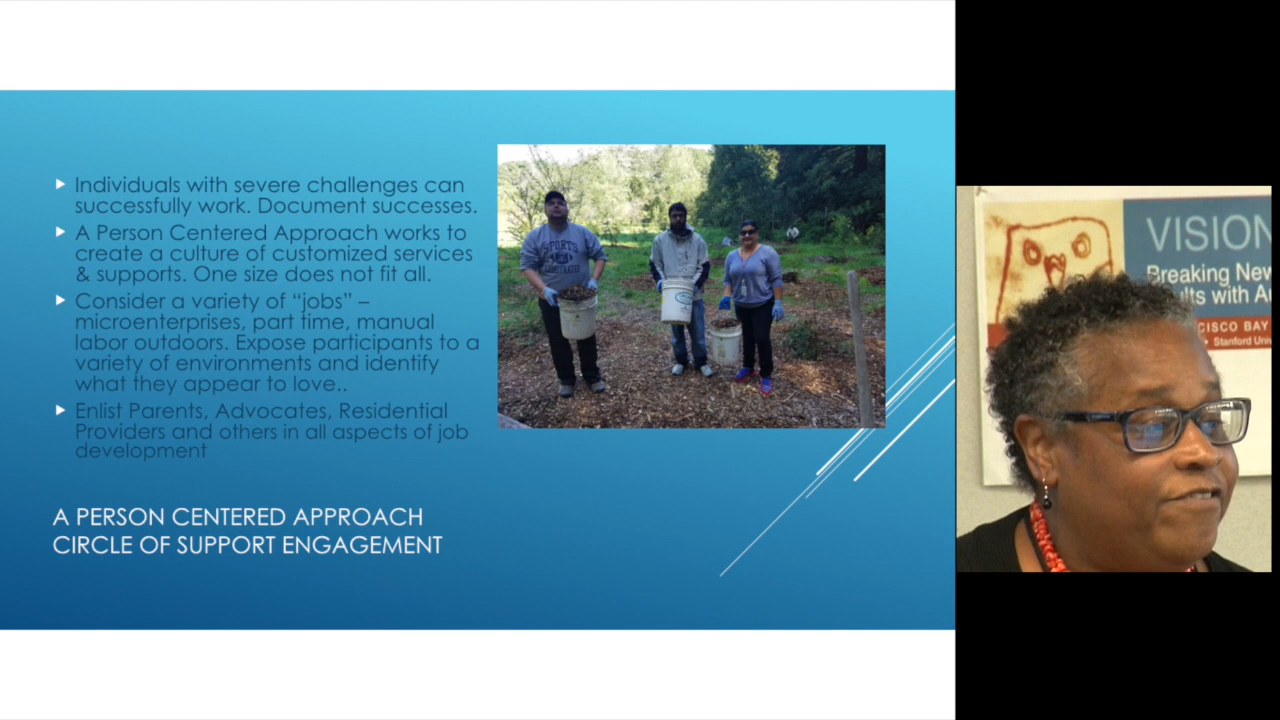 Individuals with severe challenges can
successfully work. Document successes.
A Person Centered Approach works to
create a culture of customized services
& supports. One size does not fit all.
Consider a variety of “jobs” –
microenterprises, part time, manual
labor outdoors. Expose participants to a
variety of environments and identify
what they appear to love..
Enlist Parents, Advocates, Residential
Providers and others in all aspects of job
development
A PERSON CENTERED APPROACH
CIRCLE OF SUPPORT ENGAGEMENT
SPORTS
VISION
Breaking New
ults with A
CISCO BAY
• Stanford Univ